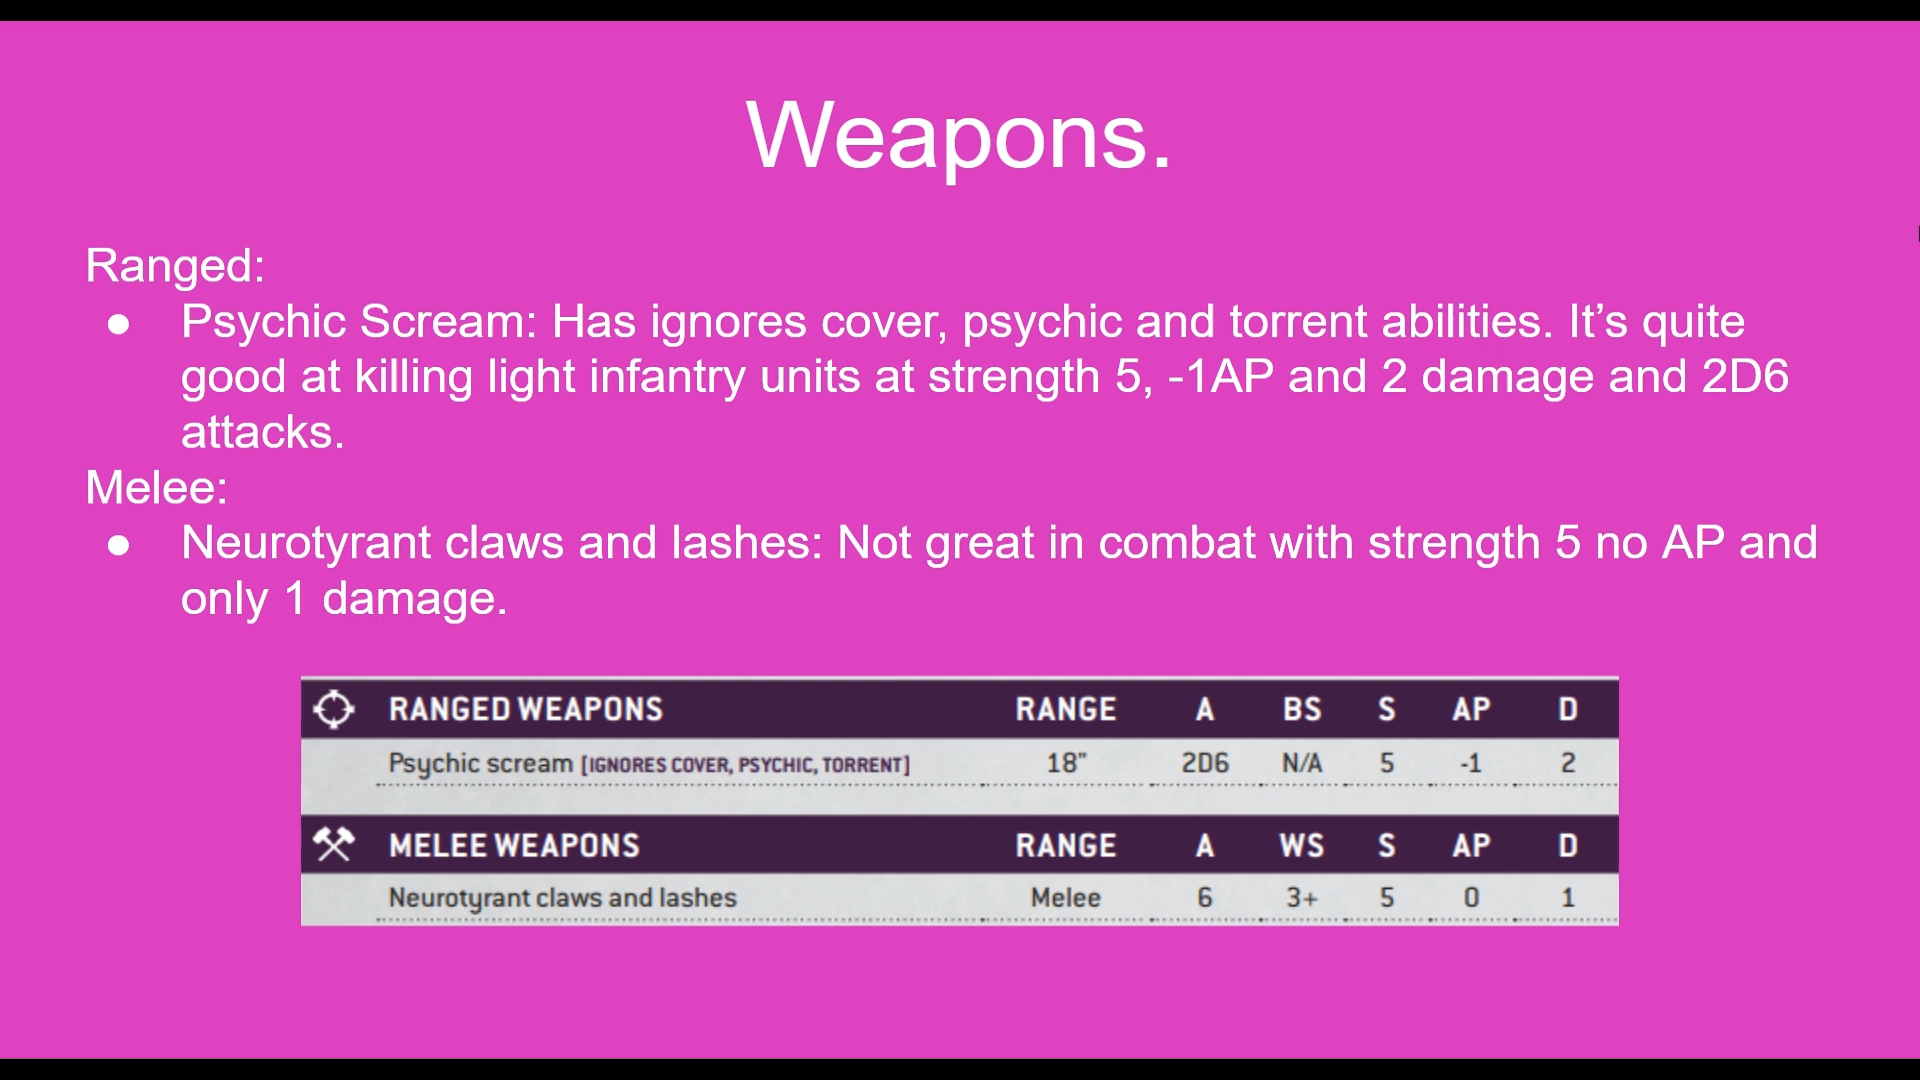 Weapons.
Ranged:
● Psychic Scream: Has ignores cover, psychic and torrent abilities. It’s quite
good at killing light infantry units at strength 5, -1AP and 2 damage and 2D6
attacks.
Melee:
● Neurotyrant claws and lashes: Not great in combat with strength 5 no AP and
only 1 damage.
RANGED WEAPONS RANGE A BS S AP D
Psychic scream [IGNORES COVER, PSYCHIC, TORRENT] 18” 2D6 N/A 5 -1 2
MELEE WEAPONS RANGE A WS S AP D
Neurotyrant claws and lashes Melee 6 3+ 5 0 1